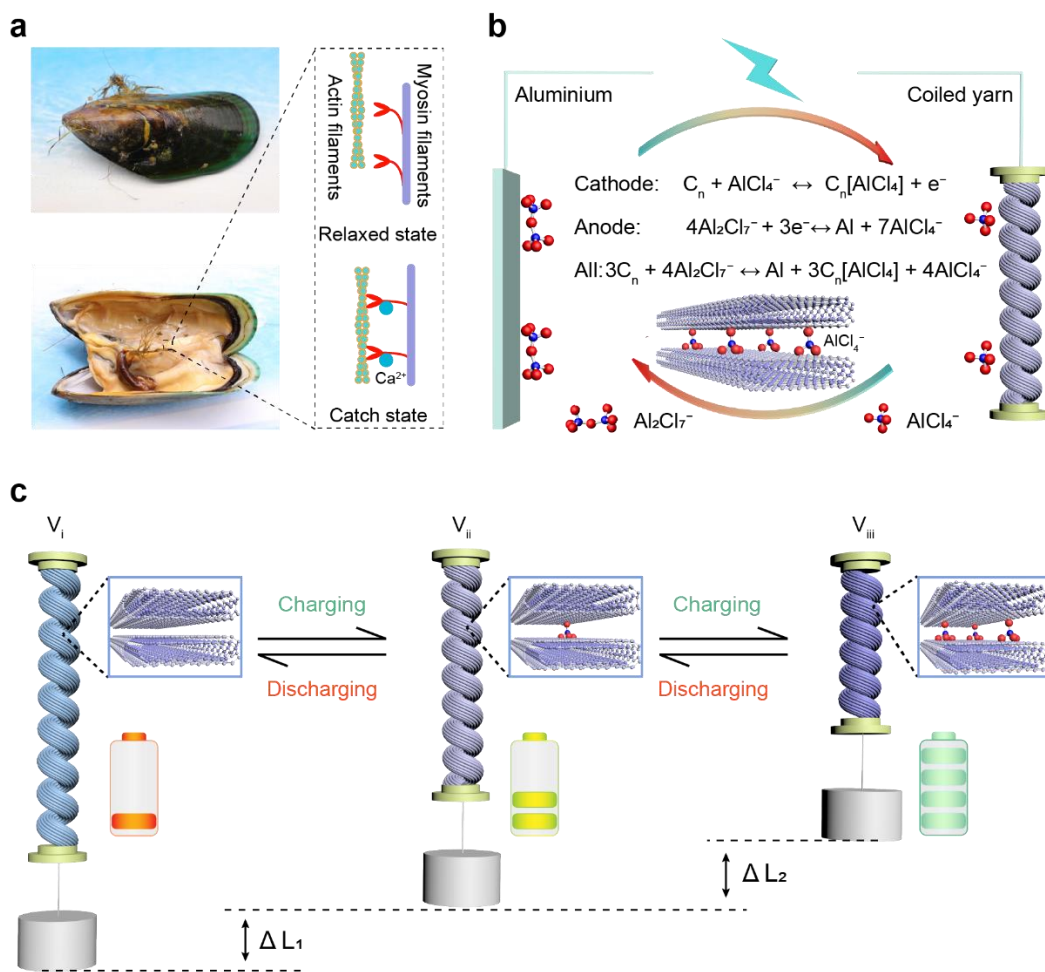 a
Actin filaments
Myosin filaments
Relaxed state
Ca²⁺
Catch state
b
Aluminium
Coiled yarn
Cathode: Cₙ + AlCl₄⁻ ↔ Cₙ[AlCl₄] + e⁻
Anode: 4Al₂Cl₇⁻ + 3e⁻↔ Al + 7AlCl₄⁻
All: 3Cₙ + 4Al₂Cl₇⁻ ↔ Al + 3Cₙ[AlCl₄] + 4AlCl₄⁻
AlCl₄⁻
Al₂Cl₇⁻
AlCl₄⁻
c
Vᵢ
Vᵢᵢ
Vᵢᵢᵢ
Charging
Discharging
Charging
Discharging
Δ L₂
Δ L₁